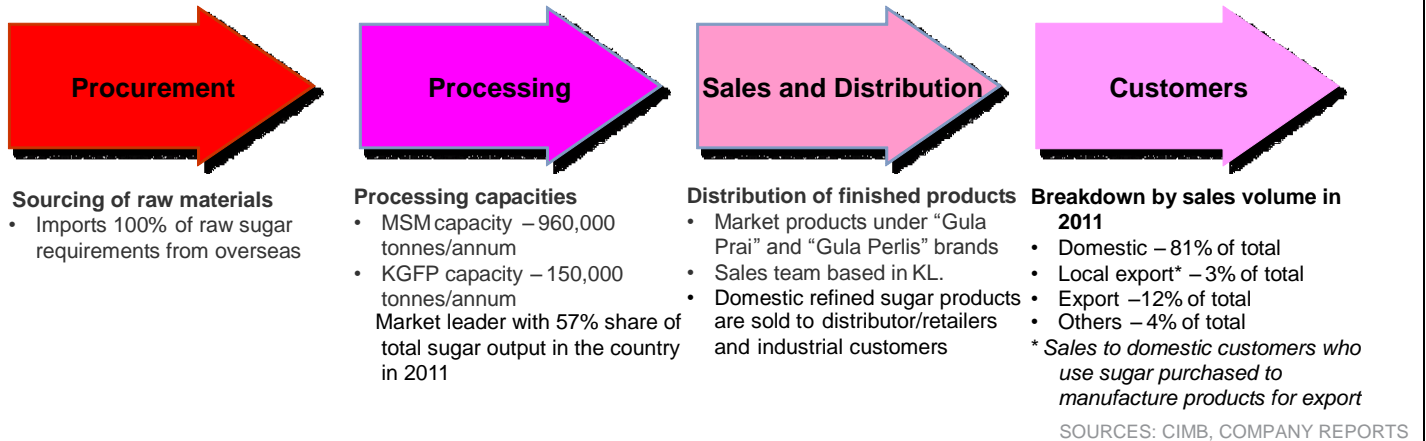 Procurement
Processing
Sales and Distribution
Customers
Sourcing of raw materials
• Imports 100% of raw sugar
requirements from overseas
Processing capacities
• MSM capacity – 960,000
tonnes/annum
• KGFP capacity – 150,000
tonnes/annum
Market leader with 57% share of
total sugar output in the country
in 2011
Distribution of finished products
• Market products under “Gula
Prai” and “Gula Perlis” brands
• Sales team based in KL.
• Domestic refined sugar products
are sold to distributor/retailers
and industrial customers
Breakdown by sales volume in
2011
• Domestic – 81% of total
• Local export* – 3% of total
• Export –12% of total
• Others – 4% of total
* Sales to domestic customers who
use sugar purchased to
manufacture products for export
SOURCES: CIMB, COMPANY REPORTS